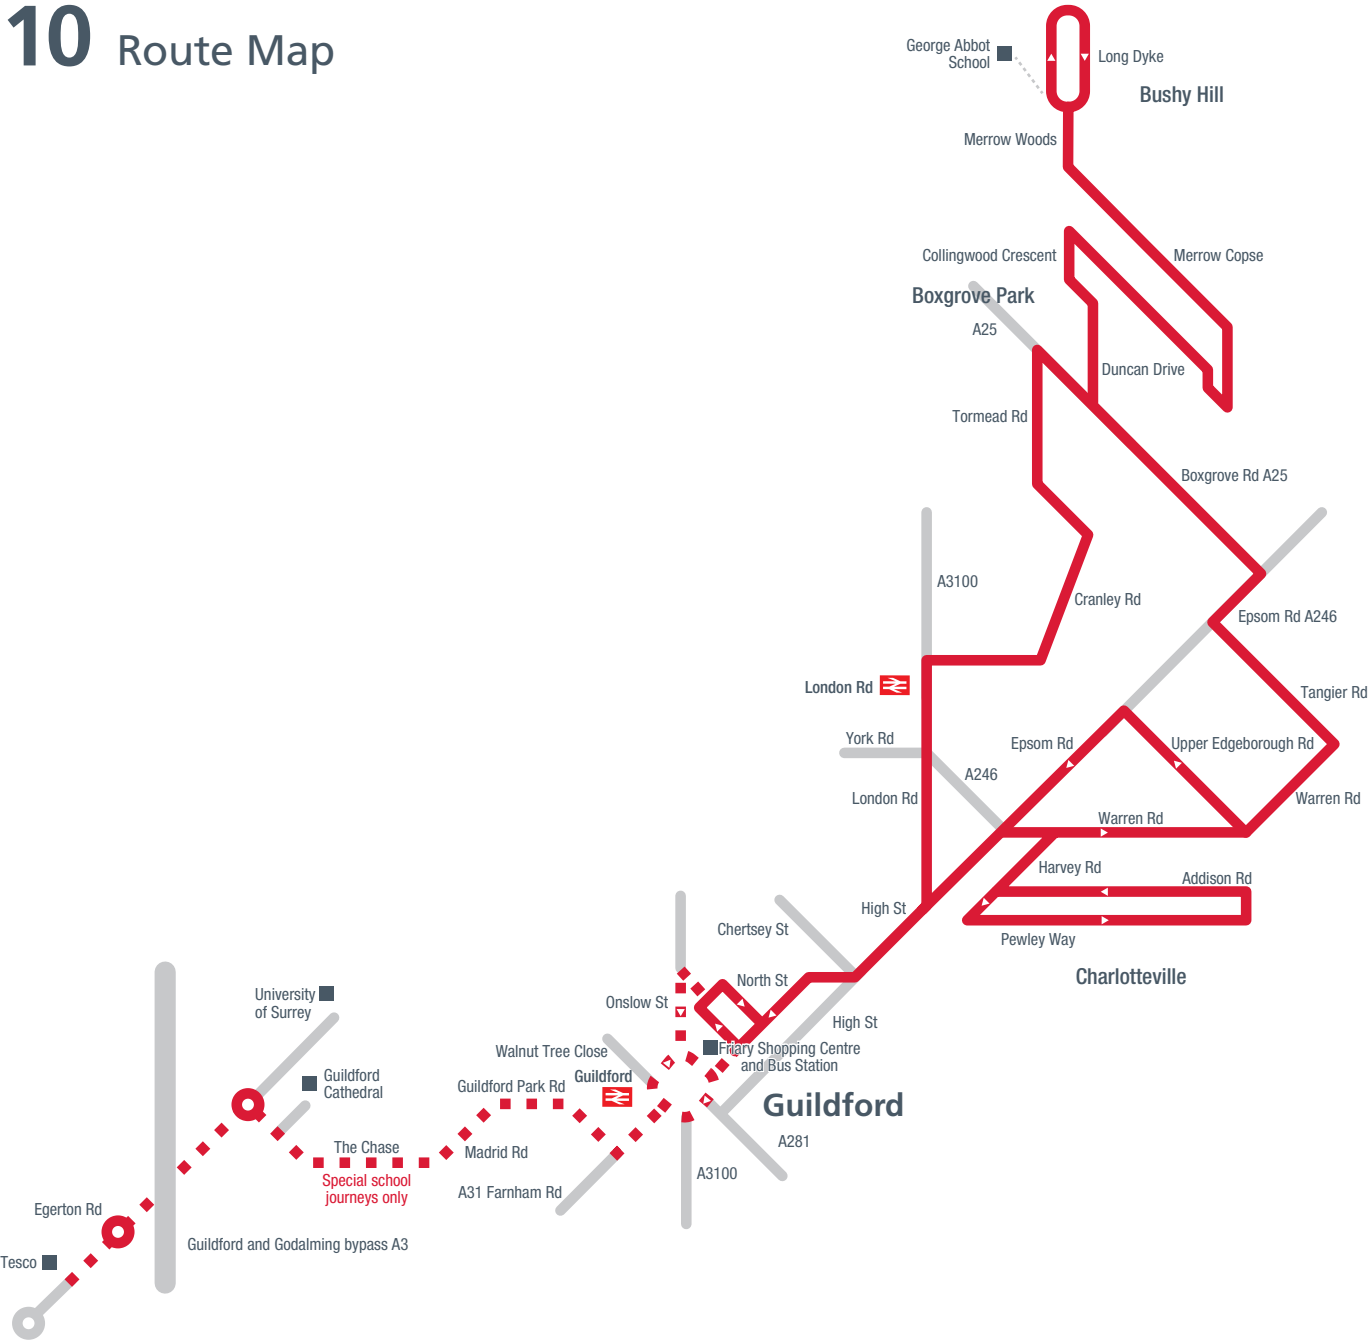 10 Route Map
George Abbot
School
Long Dyke
Bushy Hill
Merrow Woods
Collingwood Crescent
Merrow Copse
Boxgrove Park
A25
Duncan Drive
Tormead Rd
Boxgrove Rd A25
A3100
Cranley Rd
Epsom Rd A246
London Rd
Tangier Rd
York Rd
Epsom Rd
Upper Edgeborough Rd
A246
London Rd
Warren Rd
Warren Rd
Harvey Rd
Addison Rd
High St
Pewley Way
Chertsey St
Charlotteville
North St
University
of Surrey
Onslow St
High St
Walnut Tree Close
Friary Shopping Centre
and Bus Station
Guildford
Guildford
Cathedral
Guildford Park Rd
Guildford
The Chase
Madrid Rd
A281
Special school
journeys only
A31 Farnham Rd
A3100
Egerton Rd
Guildford and Godalming bypass A3
Tesco